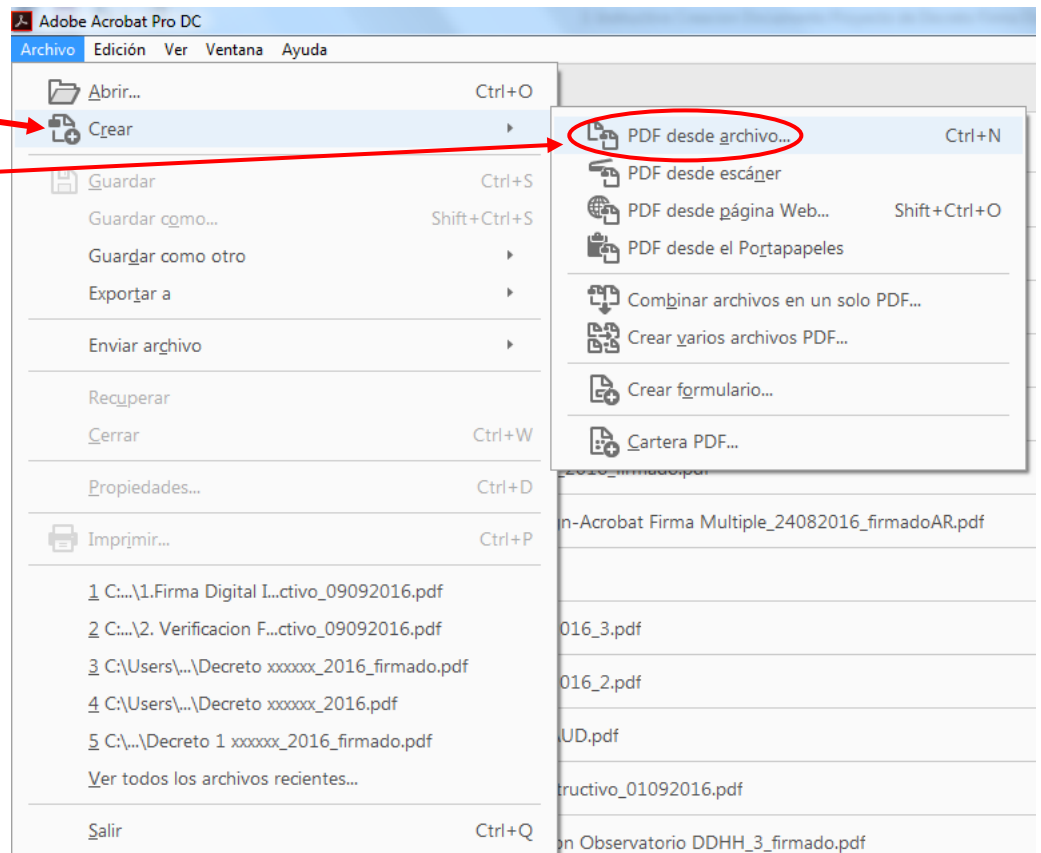 Adobe Acrobat Pro DC
Archivo Edición Ver Ventana Ayuda
Abrir... Ctrl+O
Crear
Guardar Ctrl+S
Guardar como... Shift+Ctrl+S
Guardar como otro
Exportar a
Enviar archivo
Recuperar
Cerrar Ctrl+W
Propiedades... Ctrl+D
Imprimir... Ctrl+P
1 C:...\1.Firma Digital I...ctivo_09092016.pdf
2 C:...\2. Verificacion F...ctivo_09092016.pdf
3 C:\Users\...\Decreto xxxxxx_2016_firmado.pdf
4 C:\Users\...\Decreto xxxxxx_2016.pdf
5 C:\...\Decreto 1 xxxxxx_2016_firmado.pdf
Ver todos los archivos recientes...
Salir Ctrl+Q
PDF desde archivo... Ctrl+N
PDF desde escáner
PDF desde página Web... Shift+Ctrl+O
PDF desde el Portapapeles
Combinar archivos en un solo PDF...
Crear varios archivos PDF...
Crear formulario...
Cartera PDF...
_2016_firmado.pdf
n-Acrobat Firma Multiple_24082016_firmadoAR.pdf
016_3.pdf
016_2.pdf
UD.pdf
tructivo_01092016.pdf
on Observatorio DDHH_3_firmado.pdf